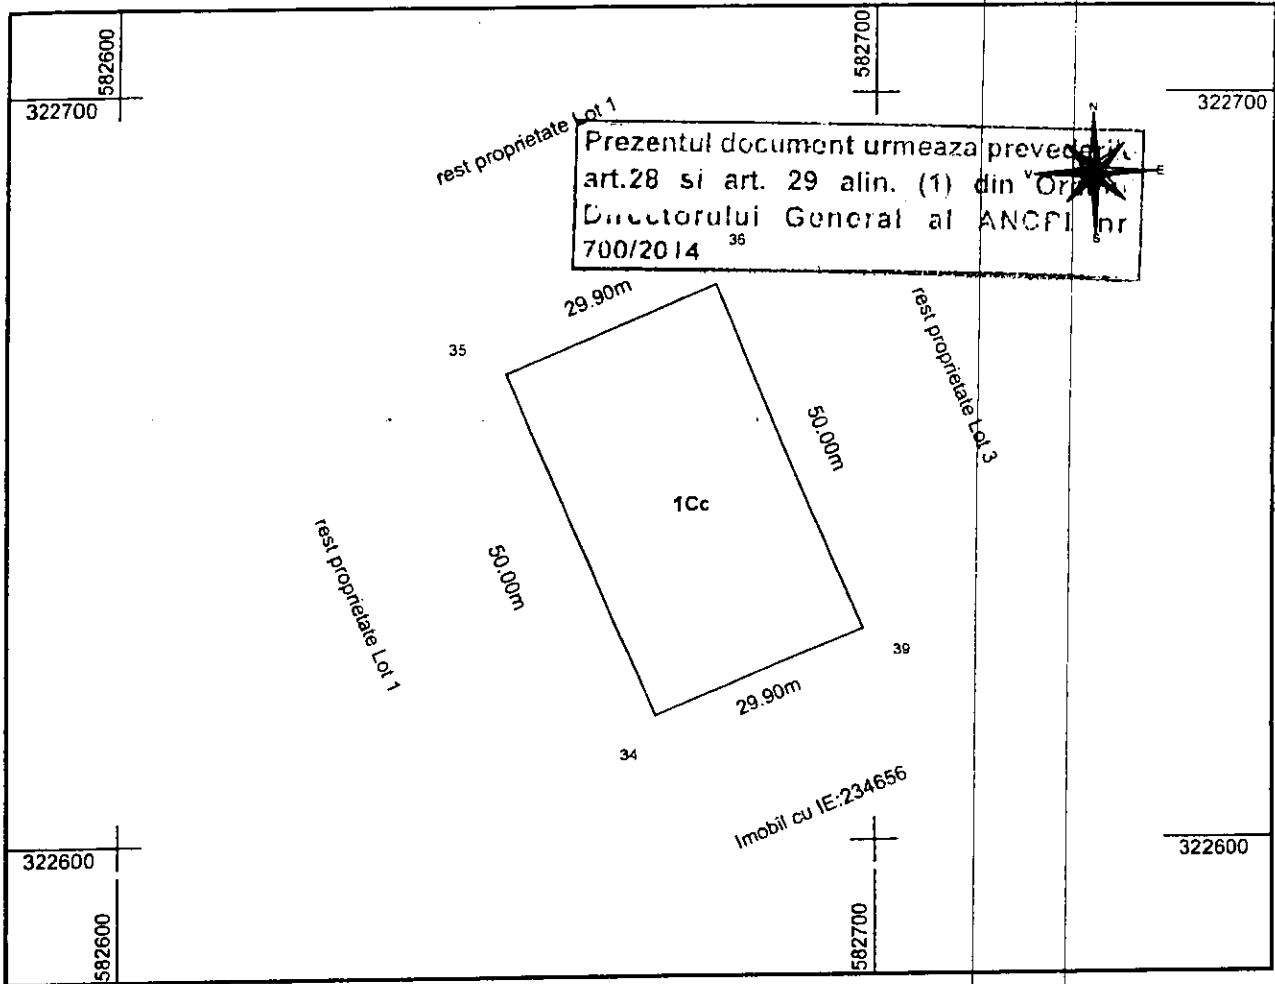 582600
582700
322700
322700
rest proprietate Lot 1
N
Prezentul document urmeaza
art.28 si art. 29 alin. (1) din
V
E
Directorului General al ANCPI nr
700/2014
36
S
29.90m
35
rest proprietate Lot 3
50.00m
1Cc
50.00m
rest proprietate Lot 1
39
29.90m
34
Imobil cu IE:234656
322600
322600
582600
582700